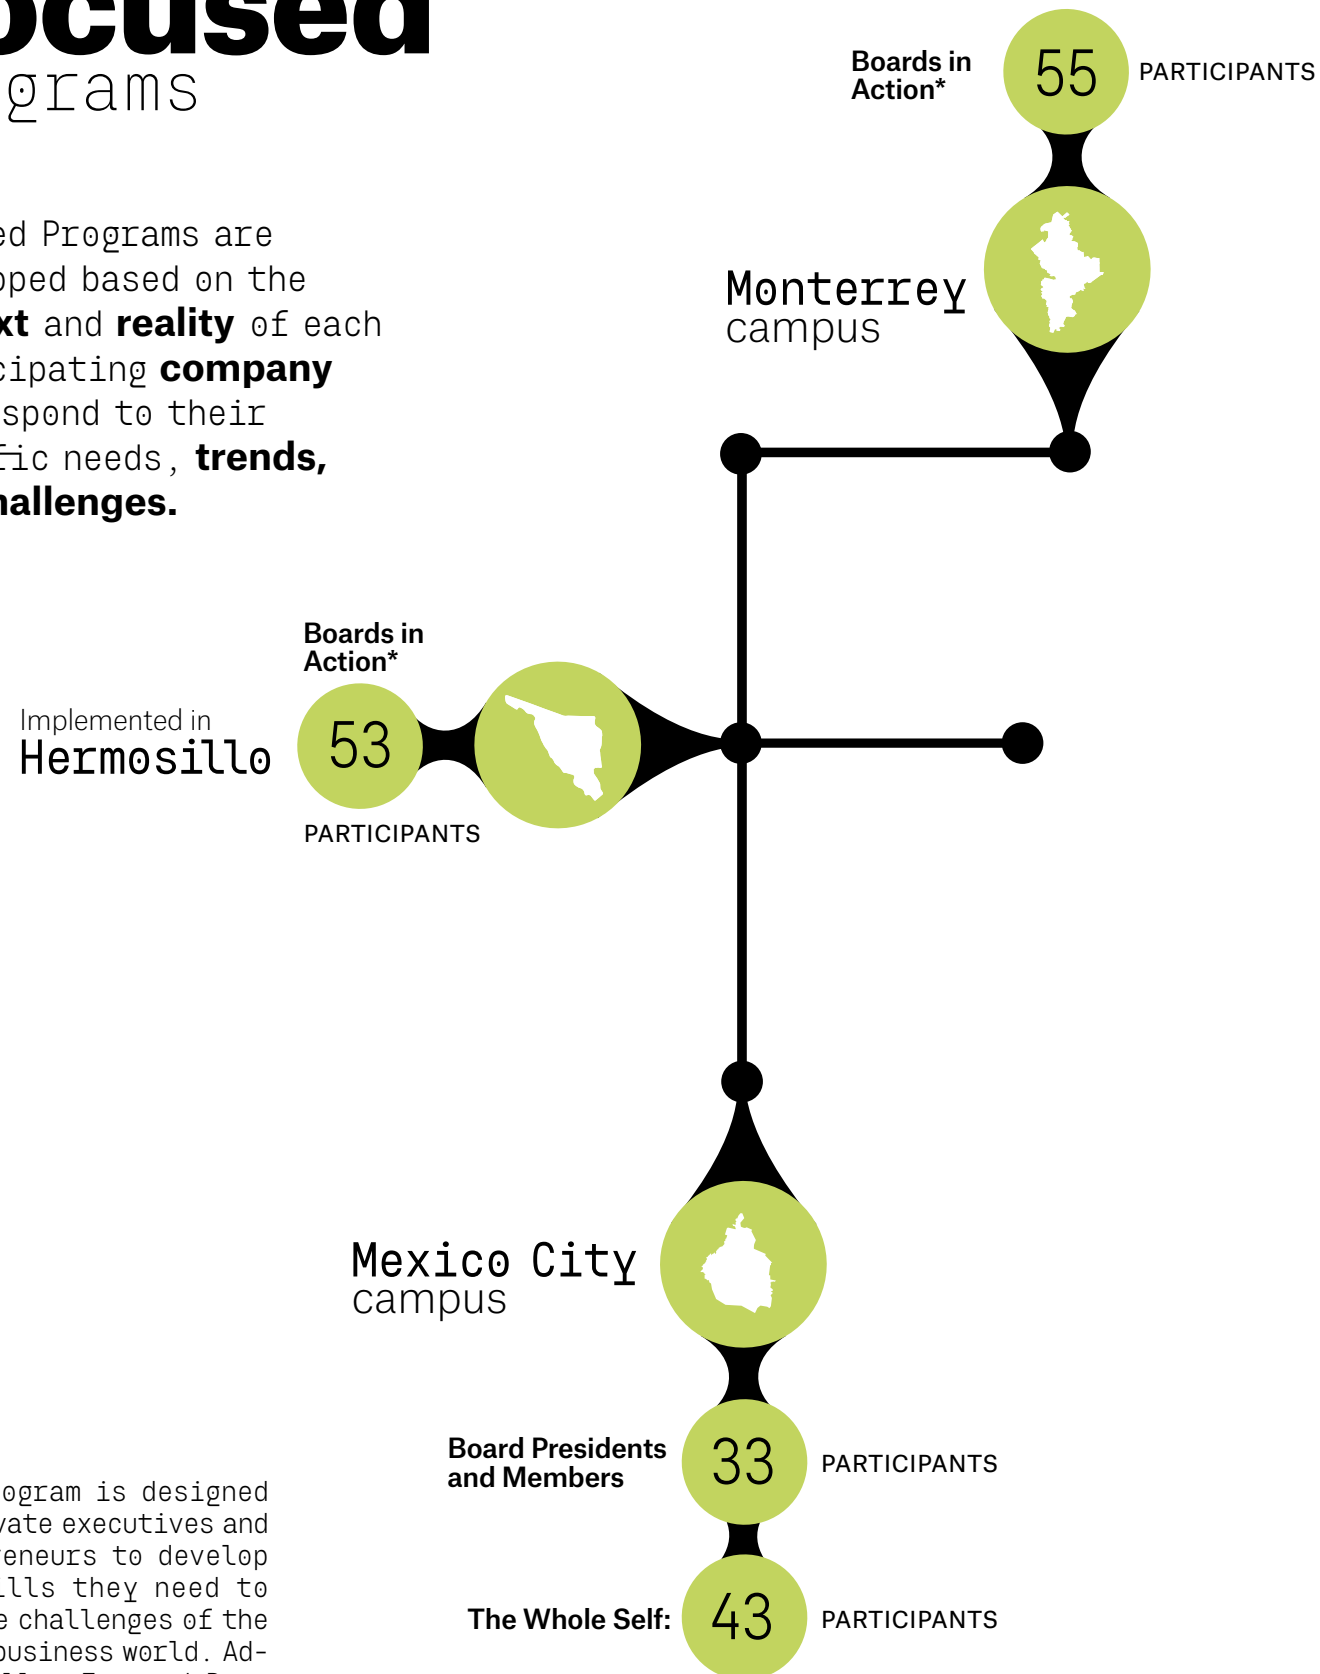 ocused
grams
ed Programs are
oped based on the
xt and reality of each
cipating company
spond to their
fic needs, trends,
hallenges.
Boards in
Action*
55
PARTICIPANTS
Monterrey
campus
Boards in
Action*
Implemented in
Hermosillo
53
PARTICIPANTS
Mexico City
campus
Board Presidents
and Members
33
PARTICIPANTS
The Whole Self:
43
PARTICIPANTS
ogram is designed
vate executives and
reneurs to develop
ills they need to
e challenges of the
business world. Ad-